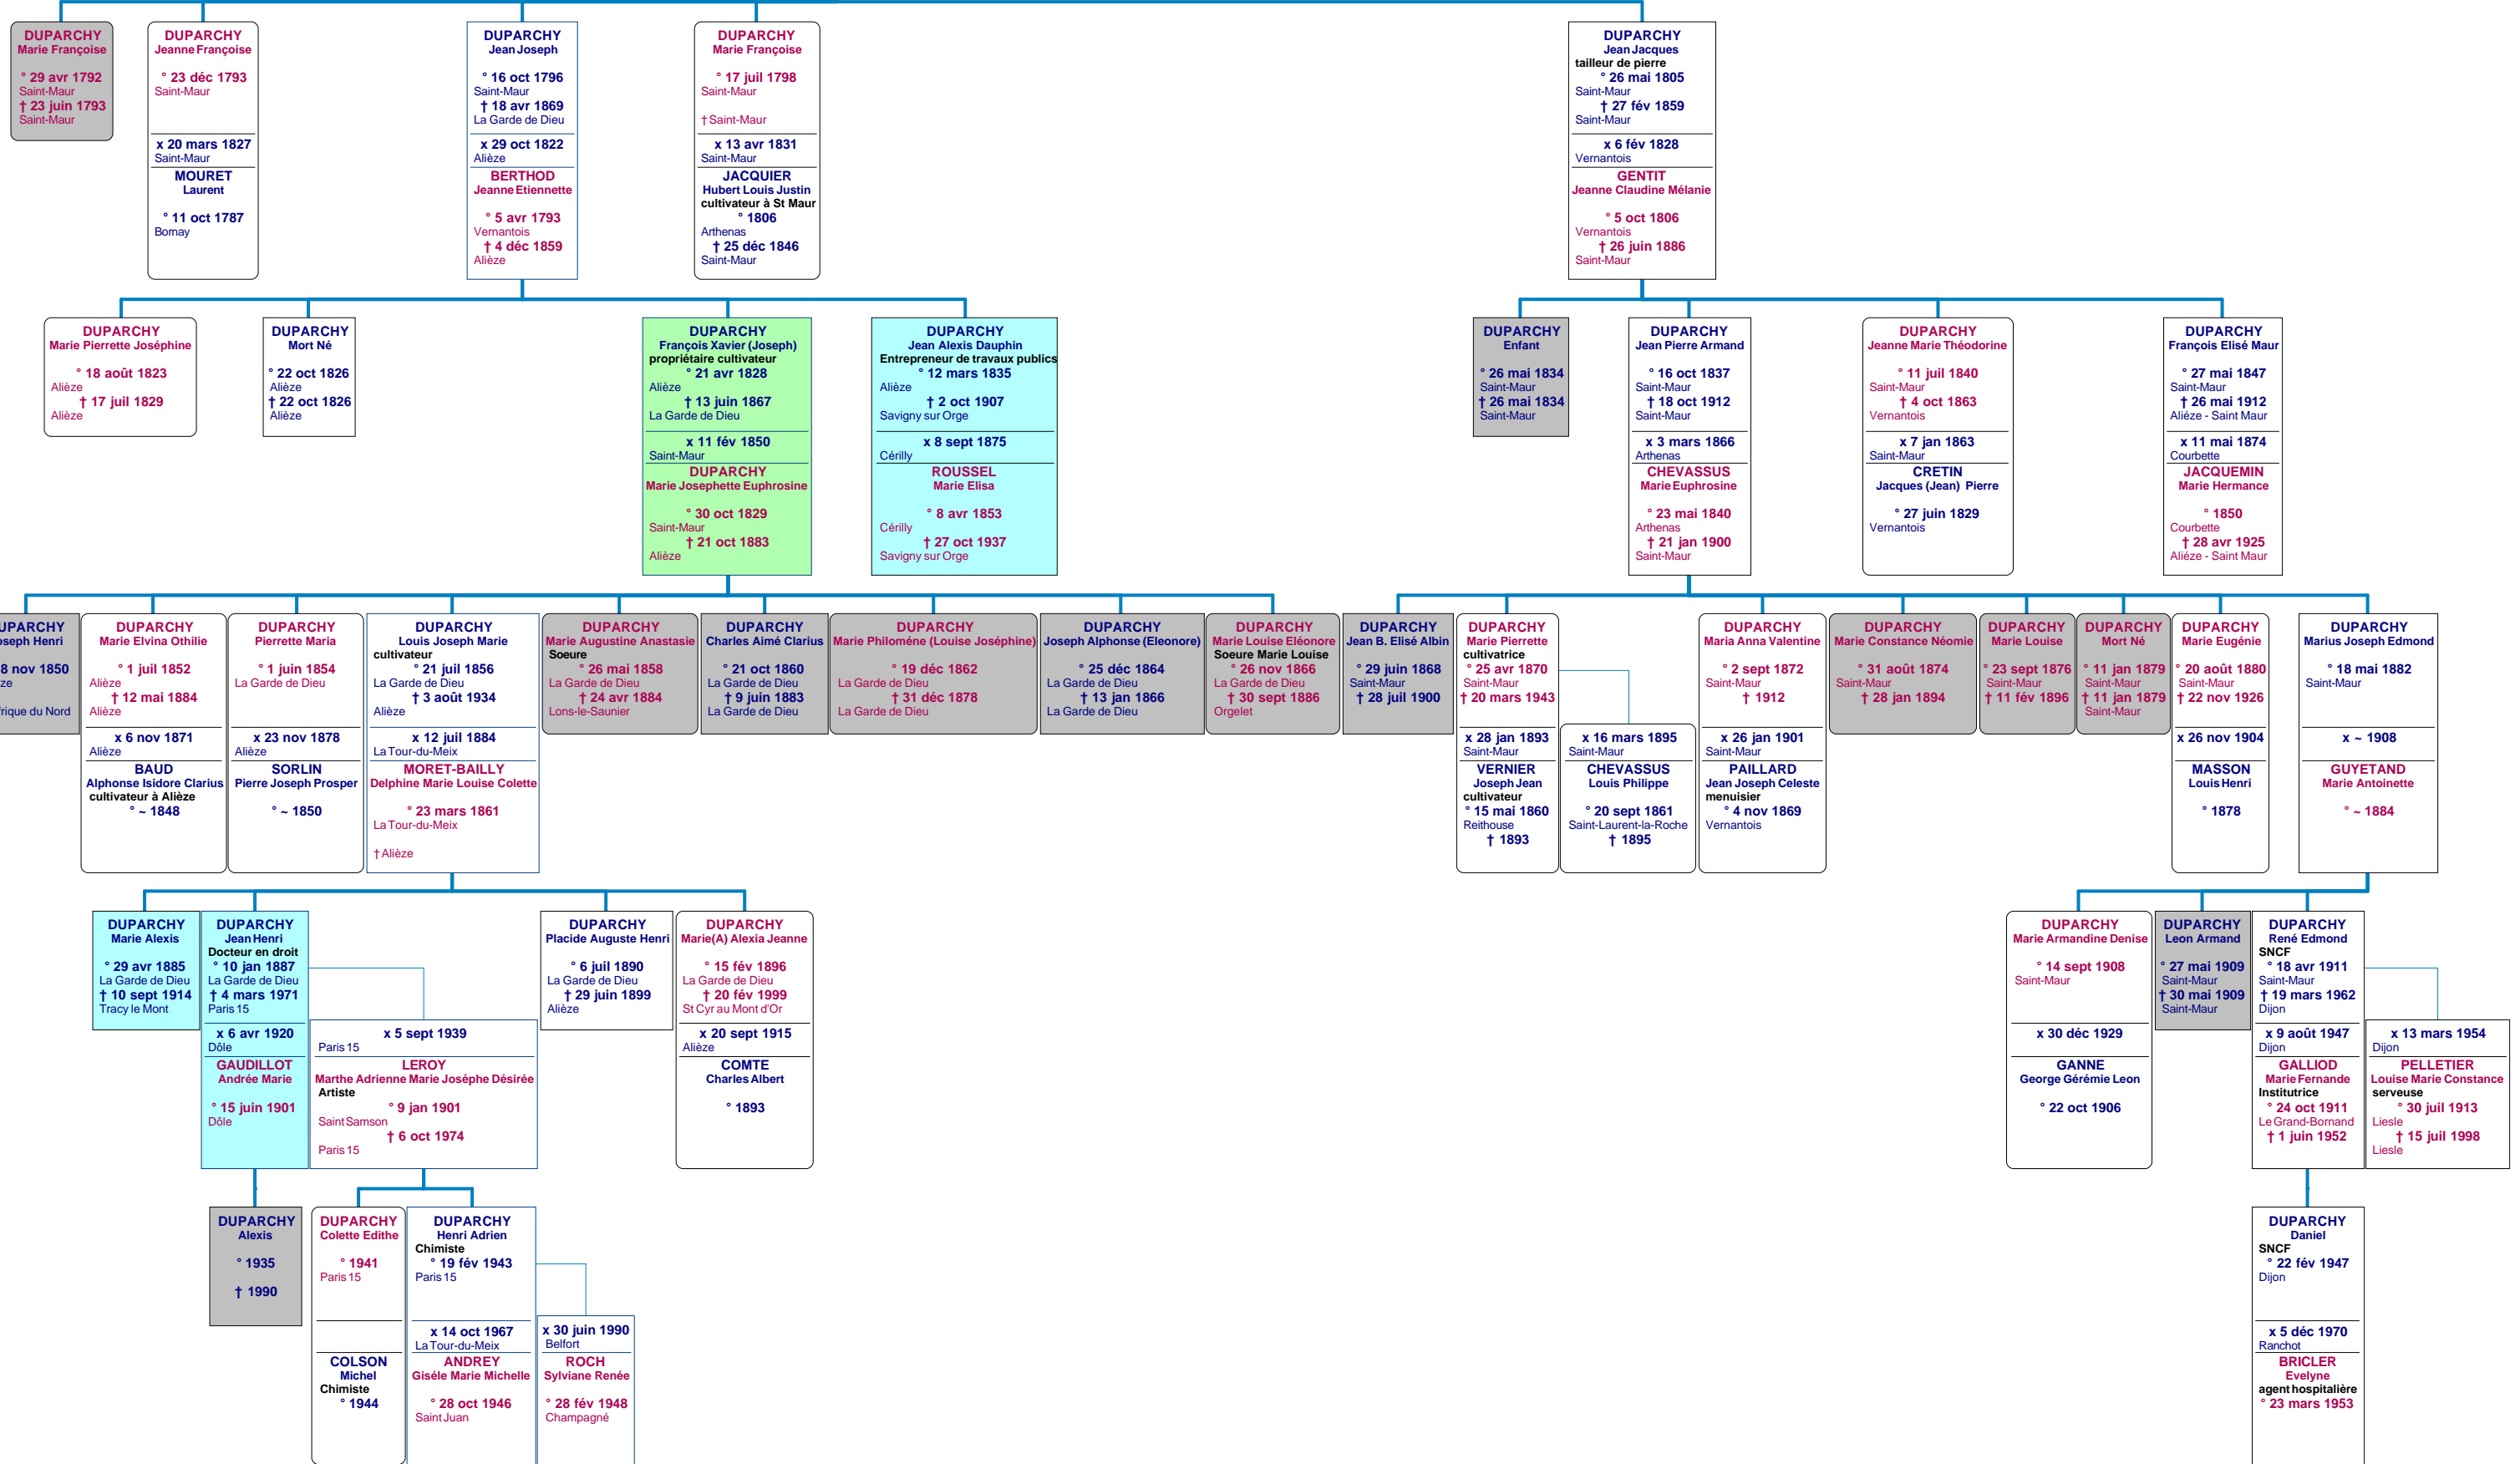 DUPARCHY
Marie Françoise
° 29 avr 1792
Saint-Maur
† 23 juin 1793
Saint-Maur
DUPARCHY
Jeanne Françoise
° 23 déc 1793
Saint-Maur
x 20 mars 1827
Saint-Maur
MOURET
Laurent
° 11 oct 1787
Bornay
DUPARCHY
Jean Joseph
° 16 oct 1796
Saint-Maur
† 18 avr 1869
La Garde de Dieu
x 29 oct 1822
Alièze
BERTHOD
Jeanne Etiennette
° 5 avr 1793
Vernantois
† 4 déc 1859
Alièze
DUPARCHY
Marie Françoise
° 17 juil 1798
Saint-Maur
† Saint-Maur
x 13 avr 1831
Saint-Maur
JACQUIER
Hubert Louis Justin
cultivateur à St Maur
° 1806
Arthenas
† 25 déc 1846
Saint-Maur
DUPARCHY
Jean Jacques
tailleur de pierre
° 26 mai 1805
Saint-Maur
† 27 fév 1859
Saint-Maur
x 6 fév 1828
Vernantois
GENTIT
Jeanne Claudine Mélanie
° 5 oct 1806
Vernantois
† 26 juin 1886
Saint-Maur
DUPARCHY
Marie Pierrette Joséphine
° 18 août 1823
Alièze
† 17 juil 1829
Alièze
DUPARCHY
Mort Né
° 22 oct 1826
Alièze
† 22 oct 1826
Alièze
DUPARCHY
François Xavier (Joseph)
propriétaire cultivateur
° 21 avr 1828
Alièze
† 13 juin 1867
La Garde de Dieu
x 11 fév 1850
Saint-Maur
DUPARCHY
Marie Josephette Euphrosine
° 30 oct 1829
Saint-Maur
† 21 oct 1883
Alièze
DUPARCHY
Jean Alexis Dauphin
Entrepreneur de travaux publics
° 12 mars 1835
Alièze
† 2 oct 1907
Savigny sur Orge
x 8 sept 1875
Cérilly
ROUSSEL
Marie Elisa
° 8 avr 1853
Cérilly
† 27 oct 1937
Savigny sur Orge
DUPARCHY
Enfant
° 26 mai 1834
Saint-Maur
† 26 mai 1834
Saint-Maur
DUPARCHY
Jean Pierre Armand
° 16 oct 1837
Saint-Maur
† 18 oct 1912
Saint-Maur
x 3 mars 1866
Arthenas
CHEVASSUS
Marie Euphrosine
° 23 mai 1840
Arthenas
† 21 jan 1900
Saint-Maur
DUPARCHY
Jeanne Marie Théodorine
° 11 juil 1840
Saint-Maur
† 4 oct 1863
Vernantois
x 7 jan 1863
Saint-Maur
CRETIN
Jacques (Jean) Pierre
° 27 juin 1829
Vernantois
DUPARCHY
François Elisé Maur
° 27 mai 1847
Saint-Maur
† 26 mai 1912
Aliéze - Saint Maur
x 11 mai 1874
Courbette
JACQUEMIN
Marie Hermance
° 1850
Courbette
† 28 avr 1925
Aliéze - Saint Maur
UPARCHY
oseph Henri
8 nov 1850
ze
rique du Nord
DUPARCHY
Marie Elvina Othilie
° 1 juil 1852
Alièze
† 12 mai 1884
Alièze
x 6 nov 1871
Alièze
BAUD
Alphonse Isidore Clarius
cultivateur à Alièze
° ~ 1848
DUPARCHY
Pierrette Maria
° 1 juin 1854
La Garde de Dieu
x 23 nov 1878
Alièze
SORLIN
Pierre Joseph Prosper
° ~ 1850
DUPARCHY
Louis Joseph Marie
cultivateur
° 21 juil 1856
La Garde de Dieu
† 3 août 1934
Alièze
x 12 juil 1884
La Tour-du-Meix
MORET-BAILLY
Delphine Marie Louise Colette
° 23 mars 1861
La Tour-du-Meix
† Alièze
DUPARCHY
Marie Augustine Anastasie
Soeure
° 26 mai 1858
La Garde de Dieu
† 24 avr 1884
Lons-le-Saunier
DUPARCHY
Charles Aimé Clarius
° 21 oct 1860
La Garde de Dieu
† 9 juin 1883
La Garde de Dieu
DUPARCHY
Marie Philoméne (Louise Joséphine)
° 19 déc 1862
La Garde de Dieu
† 31 déc 1878
La Garde de Dieu
DUPARCHY
Joseph Alphonse (Eleonore)
° 25 déc 1864
La Garde de Dieu
† 13 jan 1866
La Garde de Dieu
DUPARCHY
Marie Louise Eléonore
Soeure Marie Louise
° 26 nov 1866
La Garde de Dieu
† 30 sept 1886
Orgelet
DUPARCHY
Jean B. Elisé Albin
° 29 juin 1868
Saint-Maur
† 28 juil 1900
DUPARCHY
Marie Pierrette
cultivatrice
° 25 avr 1870
Saint-Maur
† 20 mars 1943
x 28 jan 1893
Saint-Maur
VERNIER
Joseph Jean
cultivateur
° 15 mai 1860
Reithouse
† 1893
x 16 mars 1895
Saint-Maur
CHEVASSUS
Louis Philippe
° 20 sept 1861
Saint-Laurent-la-Roche
† 1895
DUPARCHY
Maria Anna Valentine
° 2 sept 1872
Saint-Maur
† 1912
x 26 jan 1901
Saint-Maur
PAILLARD
Jean Joseph Celeste
menuisier
° 4 nov 1869
Vernantois
DUPARCHY
Marie Constance Néomie
° 31 août 1874
Saint-Maur
† 28 jan 1894
DUPARCHY
Marie Louise
° 23 sept 1876
Saint-Maur
† 11 fév 1896
DUPARCHY
Mort Né
° 11 jan 1879
Saint-Maur
† 11 jan 1879
Saint-Maur
DUPARCHY
Marie Eugénie
° 20 août 1880
Saint-Maur
† 22 nov 1926
x 26 nov 1904
MASSON
Louis Henri
° 1878
DUPARCHY
Marius Joseph Edmond
° 18 mai 1882
Saint-Maur
x ~ 1908
GUYETAND
Marie Antoinette
° ~ 1884
DUPARCHY
Marie Alexis
° 29 avr 1885
La Garde de Dieu
† 10 sept 1914
Tracy le Mont
DUPARCHY
Jean Henri
Docteur en droit
° 10 jan 1887
La Garde de Dieu
† 4 mars 1971
Paris 15
x 6 avr 1920
Dôle
GAUDILLOT
Andrée Marie
° 15 juin 1901
Dôle
x 5 sept 1939
Paris 15
LEROY
Marthe Adrienne Marie Joséphe Désirée
Artiste
° 9 jan 1901
Saint Samson
† 6 oct 1974
Paris 15
DUPARCHY
Placide Auguste Henri
° 6 juil 1890
La Garde de Dieu
† 29 juin 1899
Alièze
DUPARCHY
Marie(A) Alexia Jeanne
° 15 fév 1896
La Garde de Dieu
† 20 fév 1999
St Cyr au Mont d'Or
x 20 sept 1915
Alièze
COMTE
Charles Albert
° 1893
DUPARCHY
Marie Armandine Denise
° 14 sept 1908
Saint-Maur
x 30 déc 1929
GANNE
George Gérémie Leon
° 22 oct 1906
DUPARCHY
Leon Armand
° 27 mai 1909
Saint-Maur
† 30 mai 1909
Saint-Maur
DUPARCHY
René Edmond
SNCF
° 18 avr 1911
Saint-Maur
† 19 mars 1962
Dijon
x 9 août 1947
Dijon
GALLIOD
Marie Fernande
Institutrice
° 24 oct 1911
Le Grand-Bornand
† 1 juin 1952
x 13 mars 1954
Dijon
PELLETIER
Louise Marie Constance
serveuse
° 30 juil 1913
Liesle
† 15 juil 1998
Liesle
DUPARCHY
Alexis
° 1935
† 1990
DUPARCHY
Colette Edithe
° 1941
Paris 15
COLSON
Michel
Chimiste
° 1944
DUPARCHY
Henri Adrien
Chimiste
° 19 fév 1943
Paris 15
x 14 oct 1967
La Tour-du-Meix
ANDREY
Giséle Marie Michelle
° 28 oct 1946
Saint Juan
x 30 juin 1990
Belfort
ROCH
Sylviane Renée
° 28 fév 1948
Champagné
DUPARCHY
Daniel
SNCF
° 22 fév 1947
Dijon
x 5 déc 1970
Ranchot
BRICLER
Evelyne
agent hospitalière
° 23 mars 1953